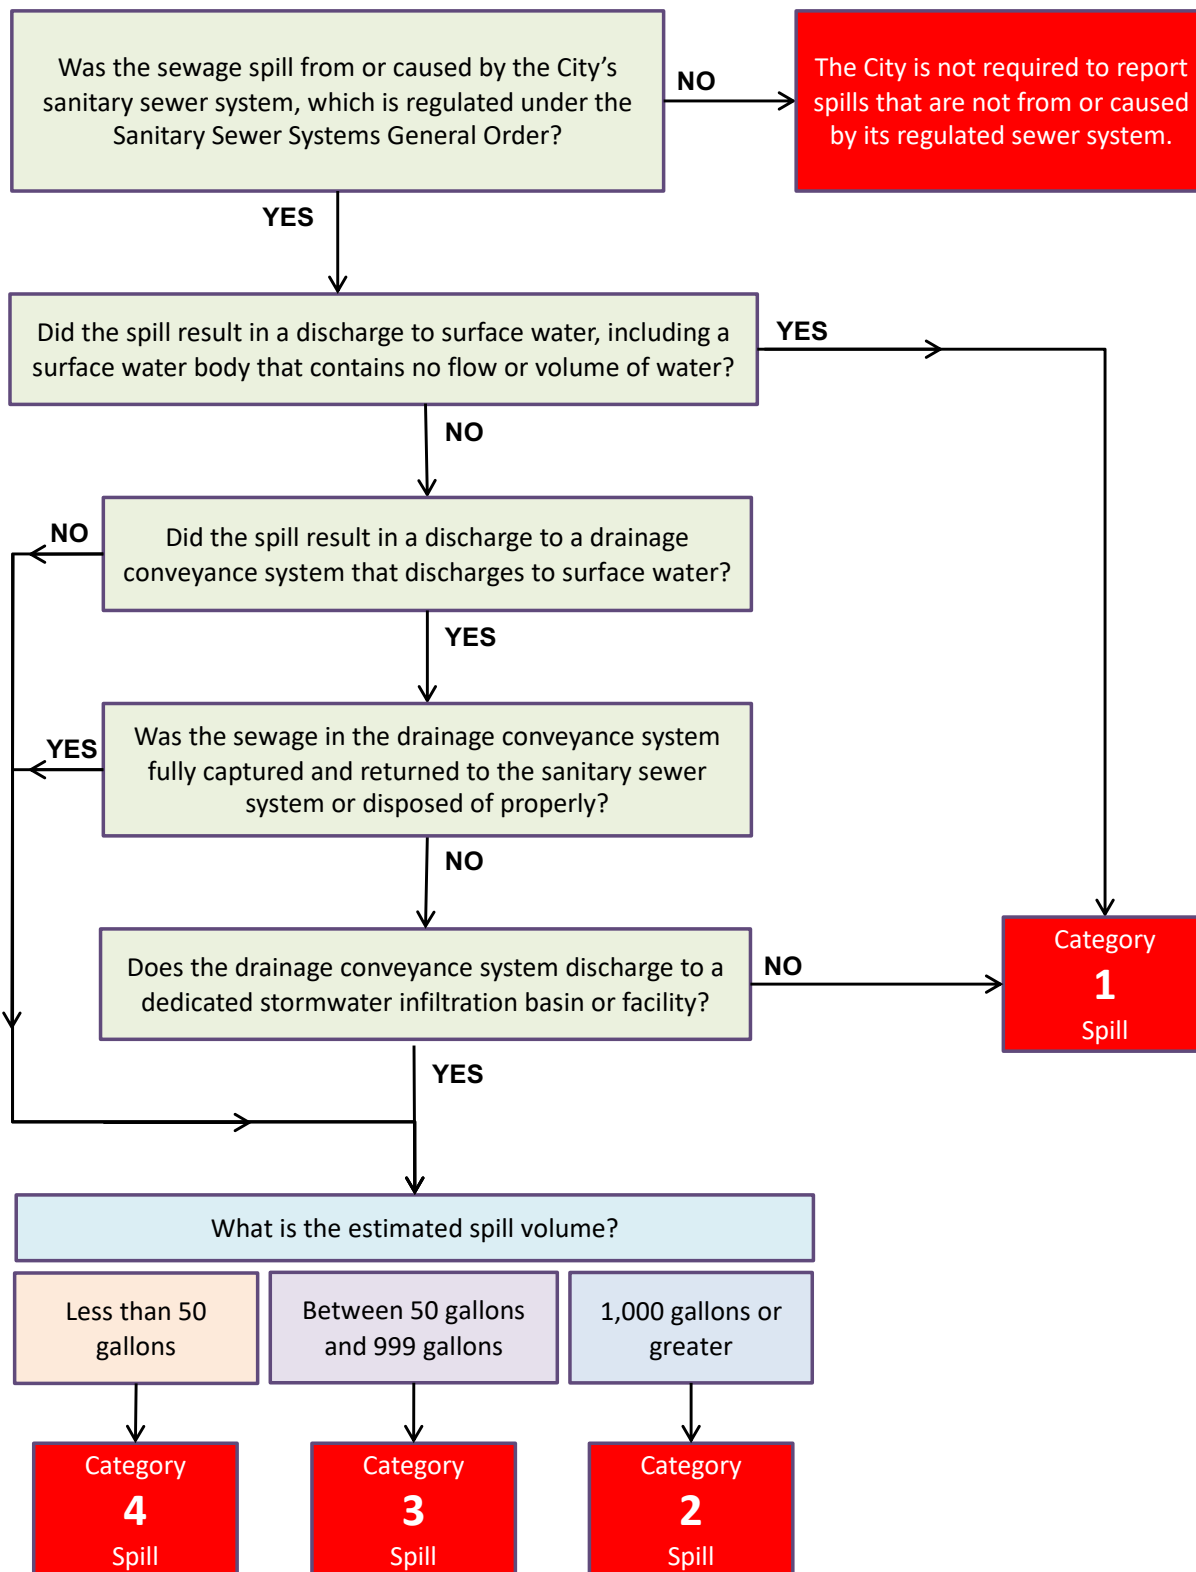 Was the sewage spill from or caused by the City’s
sanitary sewer system, which is regulated under the
Sanitary Sewer Systems General Order?
NO
The City is not required to report
spills that are not from or caused
by its regulated sewer system.
YES
Did the spill result in a discharge to surface water, including a
surface water body that contains no flow or volume of water?
YES
NO
NO
Did the spill result in a discharge to a drainage
conveyance system that discharges to surface water?
YES
YES
Was the sewage in the drainage conveyance system
fully captured and returned to the sanitary sewer
system or disposed of properly?
NO
Does the drainage conveyance system discharge to a
dedicated stormwater infiltration basin or facility?
NO
Category
1
Spill
YES
What is the estimated spill volume?
Less than 50
gallons
Between 50 gallons
and 999 gallons
1,000 gallons or
greater
Category
4
Spill
Category
3
Spill
Category
2
Spill